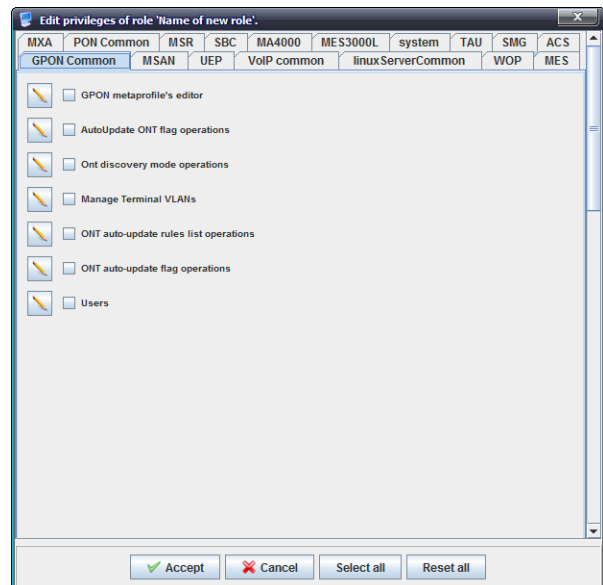 Edit privileges of role 'Name of new role'.
MXA PON Common MSR SBC MA4000 MES3000L system TAU SMG ACS
GPON Common MSAN UEP VoIP common linuxServerCommon WOP MES
GPON metaprofile's editor
AutoUpdate ONT flag operations
Ont discovery mode operations
Manage Terminal VLANs
ONT auto-update rules list operations
ONT auto-update flag operations
Users
Accept Cancel Select all Reset all